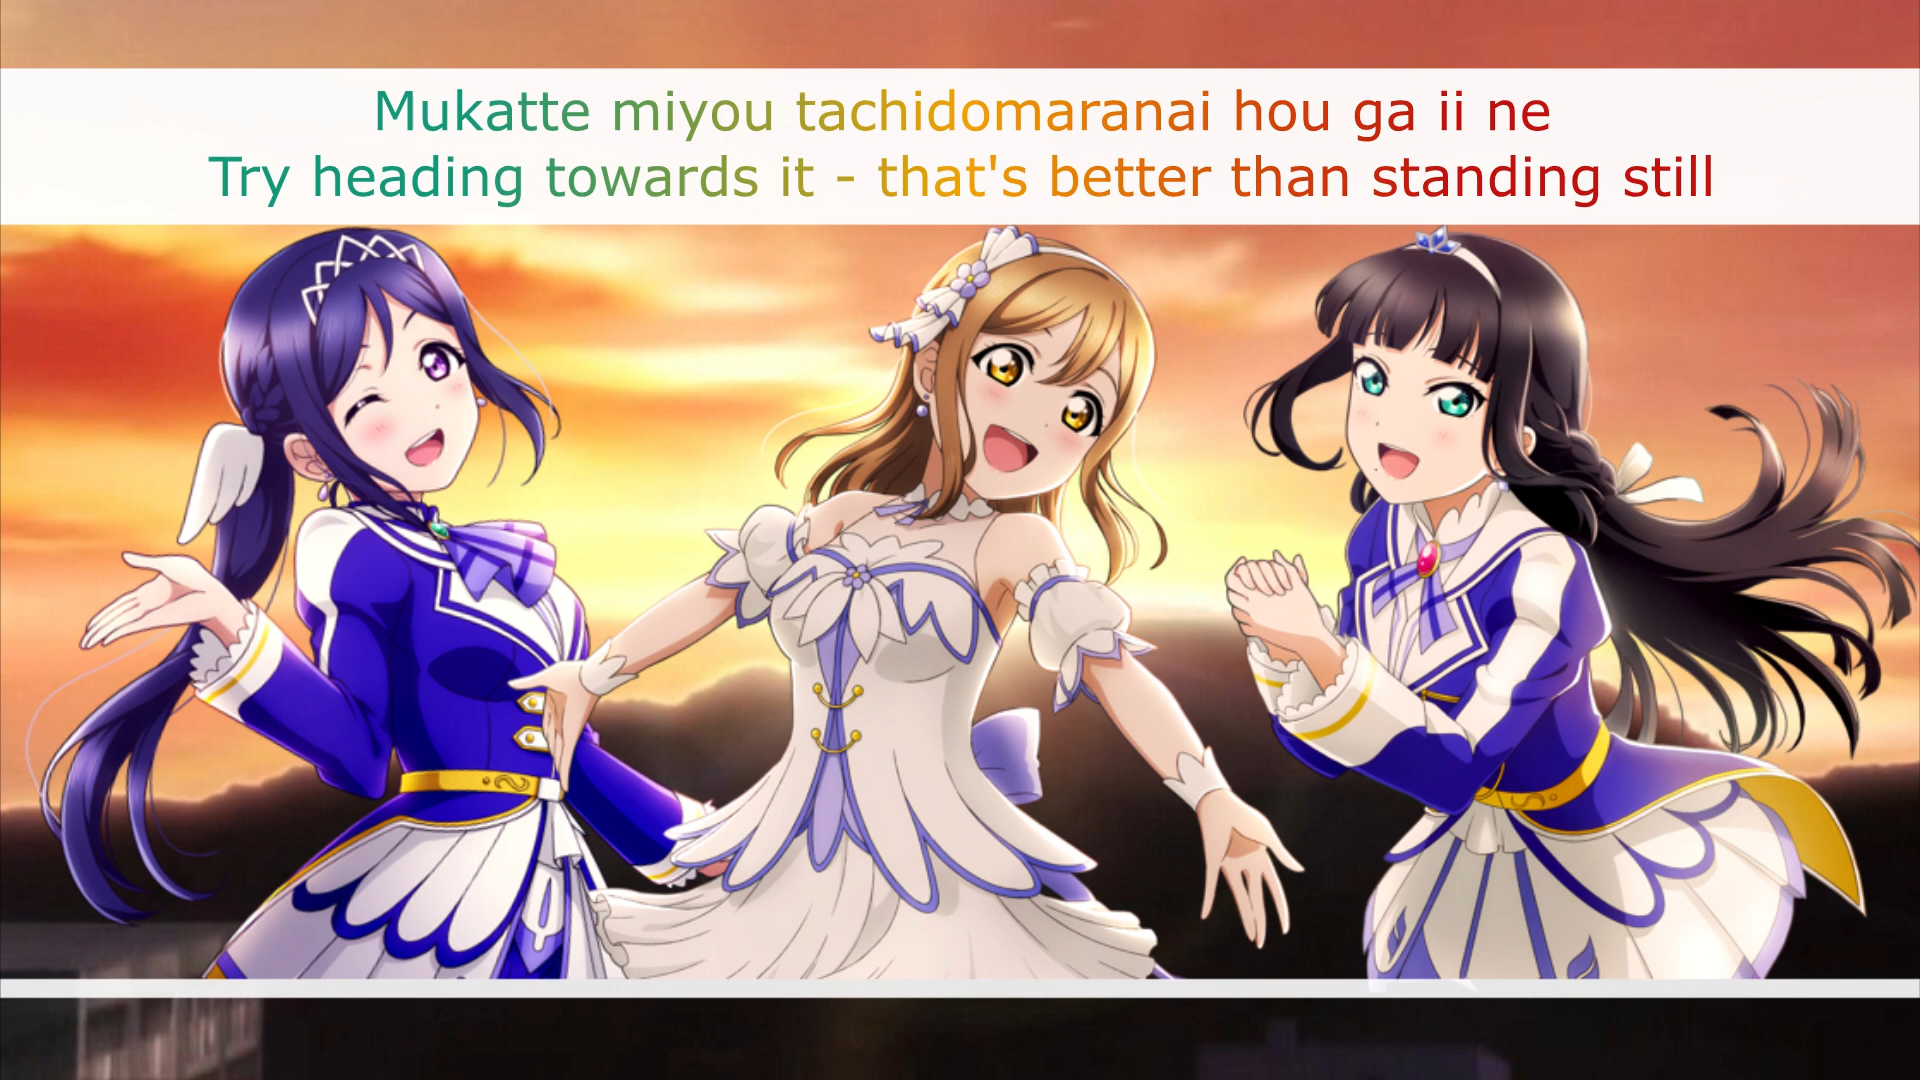 Mukatte miyou tachidomaranai hou ga ii ne
Try heading towards it - that's better than standing still